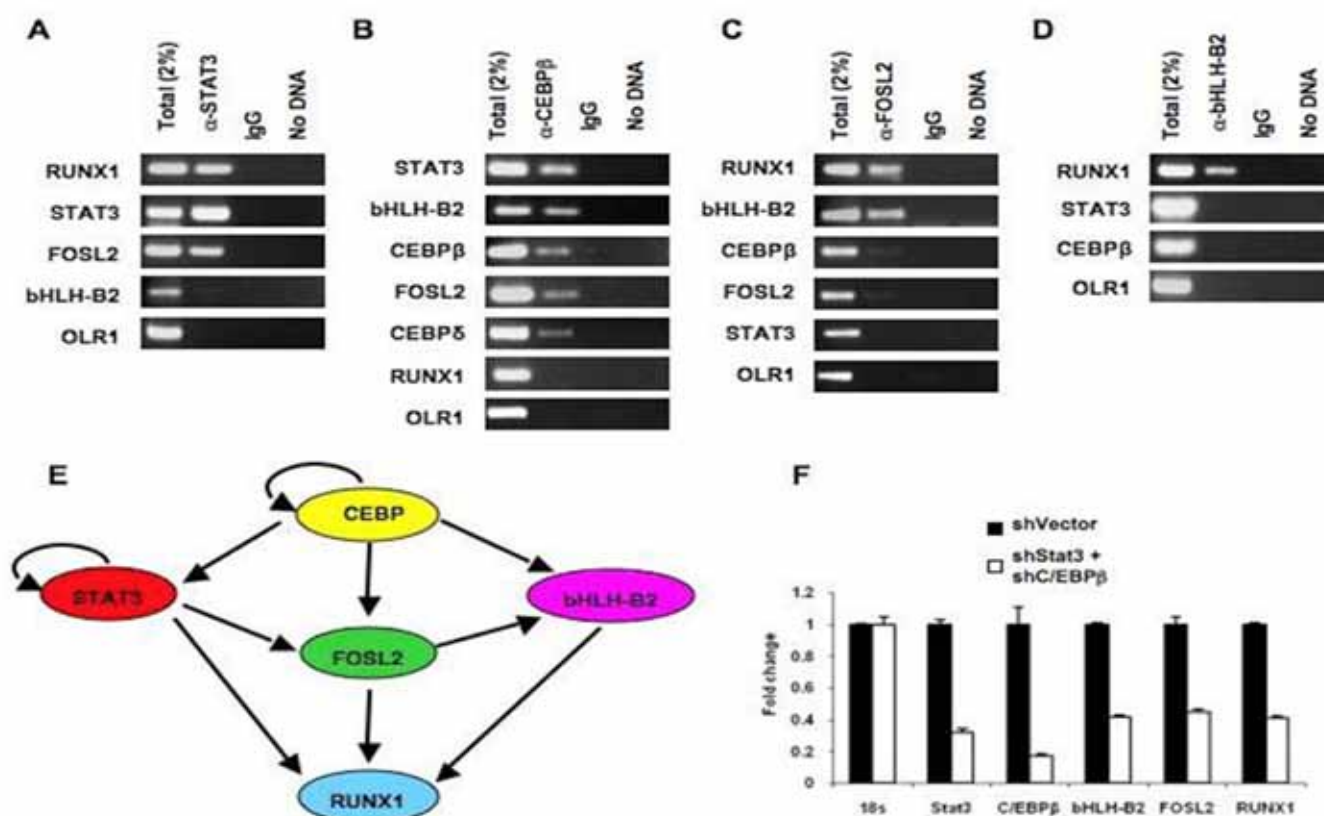 A
Total (2%)
α-STAT3
IgG
No DNA
RUNX1
STAT3
FOSL2
bHLH-B2
OLR1
B
Total (2%)
α-CEBPβ
IgG
No DNA
STAT3
bHLH-B2
CEBPβ
FOSL2
CEBPδ
RUNX1
OLR1
C
Total (2%)
α-FOSL2
IgG
No DNA
RUNX1
bHLH-B2
CEBPβ
FOSL2
STAT3
OLR1
D
Total (2%)
α-bHLH-B2
IgG
No DNA
RUNX1
STAT3
CEBPβ
OLR1
E
CEBP
STAT3
bHLH-B2
FOSL2
RUNX1
F
shVector
shStat3 +
shC/EBPβ
Fold change
1.2
1
0.8
0.6
0.4
0.2
0
18s Stat3 C/EBPβ bHLH-B2 FOSL2 RUNX1